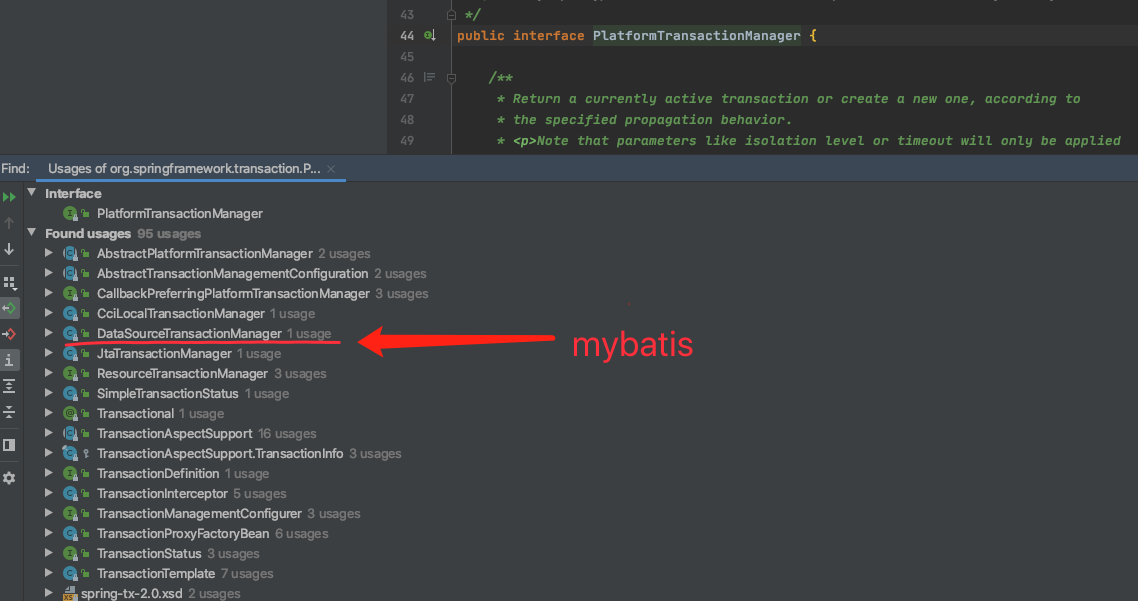 43
*/
44 public interface PlatformTransactionManager {
45
46 /**
47 * Return a currently active transaction or create a new one, according to
48 * the specified propagation behavior.
49 * <p>Note that parameters like isolation level or timeout will only be applied
Find: Usages of org.springframework.transaction.P... ×
Interface
PlatformTransactionManager
Found usages 95 usages
AbstractPlatformTransactionManager 2 usages
AbstractTransactionManagementConfiguration 2 usages
CallbackPreferringPlatformTransactionManager 3 usages
CciLocalTransactionManager 1 usage
DataSourceTransactionManager 1 usage
mybatis
JtaTransactionManager 1 usage
ResourceTransactionManager 3 usages
SimpleTransactionStatus 1 usage
Transactional 1 usage
TransactionAspectSupport 16 usages
TransactionAspectSupport.TransactionInfo 3 usages
TransactionDefinition 1 usage
TransactionInterceptor 5 usages
TransactionManagementConfigurer 3 usages
TransactionProxyFactoryBean 6 usages
TransactionStatus 3 usages
TransactionTemplate 7 usages
spring-tx-2.0.xsd 2 usages